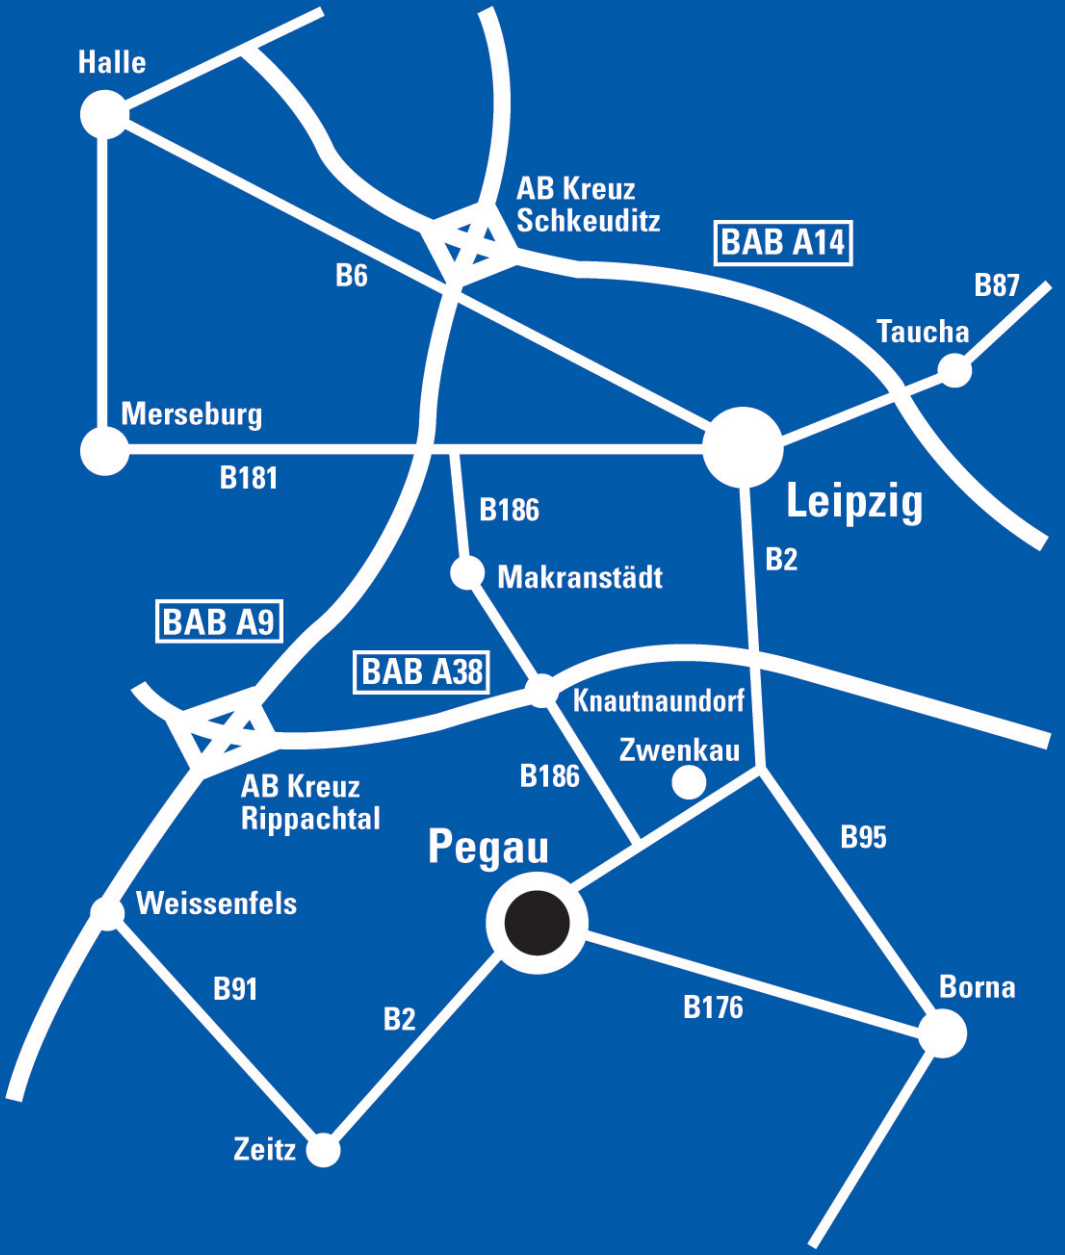 Halle
AB Kreuz
Schkeuditz
BAB A14
B6
B87
Taucha
Merseburg
B181
Leipzig
B186
B2
Makranstädt
BAB A9
BAB A38
Knautnaundorf
Zwenkau
B186
AB Kreuz
Rippachtal
Pegau
B95
Weissenfels
B91
B2
B176
Borna
Zeitz